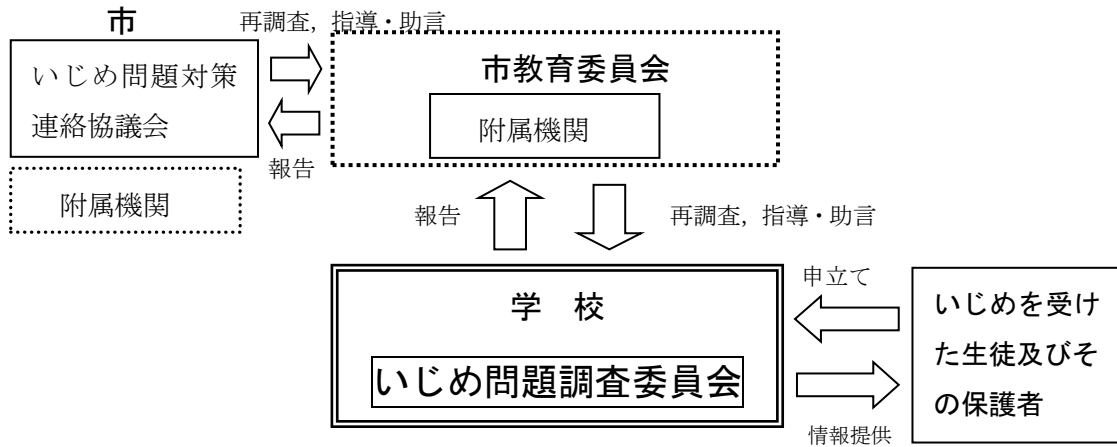 市
再調査，指導・助言
いじめ問題対策
連絡協議会
報告
附属機関
市教育委員会
附属機関
報告
再調査，指導・助言
学　校
いじめ問題調査委員会
申立て
情報提供
いじめを受け
た生徒及びそ
の保護者